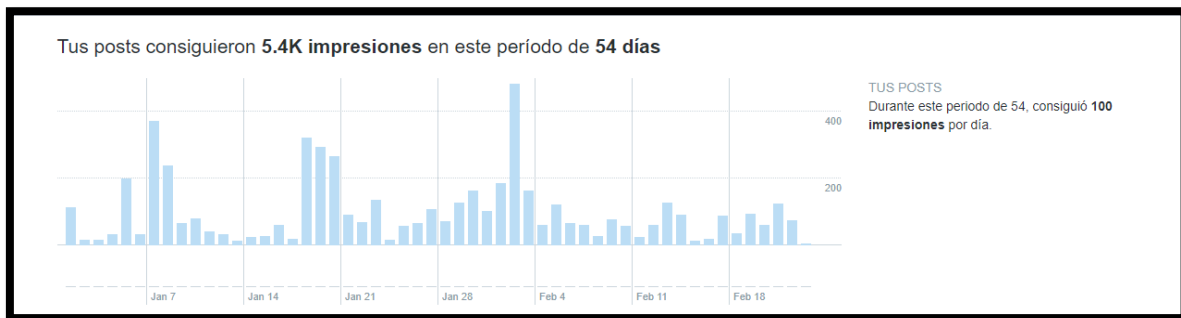 Tus posts consiguieron 5.4K impresiones en este período de 54 días
TUS POSTS
Durante este periodo de 54, consiguió 100
impresiones por día.
400
200
Jan 7
Jan 14
Jan 21
Jan 28
Feb 4
Feb 11
Feb 18